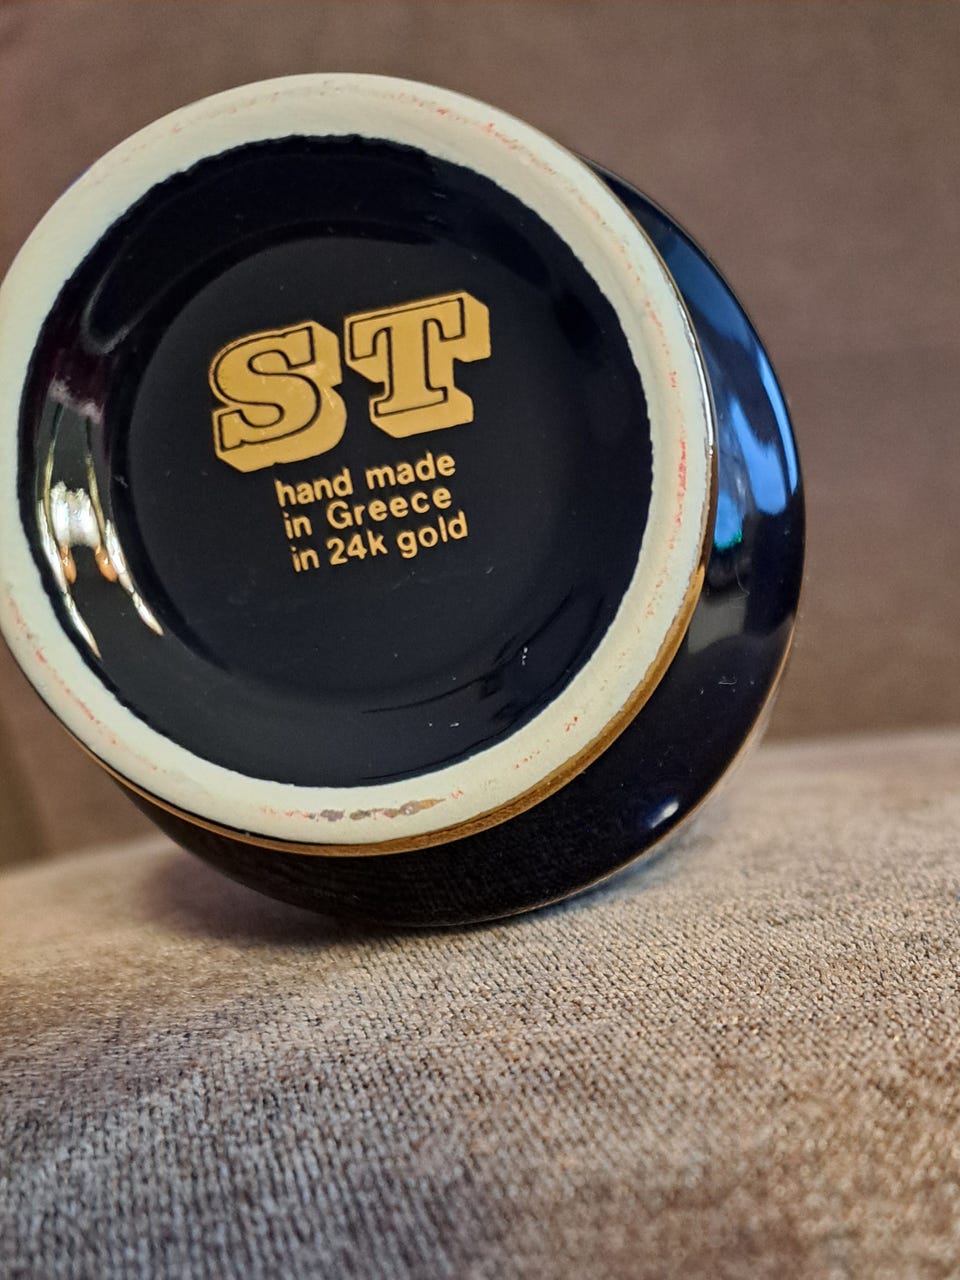 ST
hand made
in Greece
in 24k gold